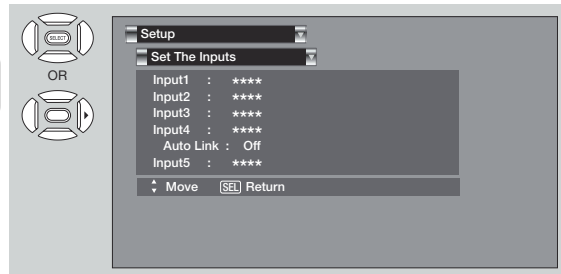 SELECT
OR
Setup
Set The Inputs
Input1 : ****
Input2 : ****
Input3 : ****
Input4 : ****
Auto Link : Off
Input5 : ****
Move SEL Return